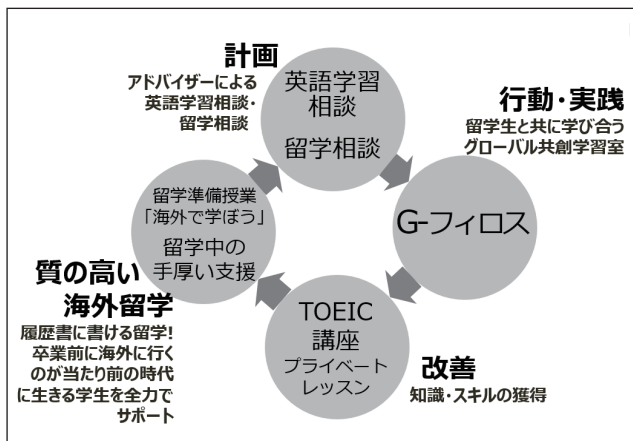 計画
アドバイザーによる
英語学習相談・
留学相談
英語学習
相談
留学相談
行動・実践
留学生と共に学び合う
グローバル共創学習室
G-フィロス
留学準備授業
「海外で学ぼう」
留学中の
手厚い支援
質の高い
海外留学
履歴書に書ける留学!
卒業前に海外に行く
のが当たり前の時代
に生きる学生を全力で
サポート
TOEIC
講座
プライベート
レッスン
改善
知識・スキルの獲得